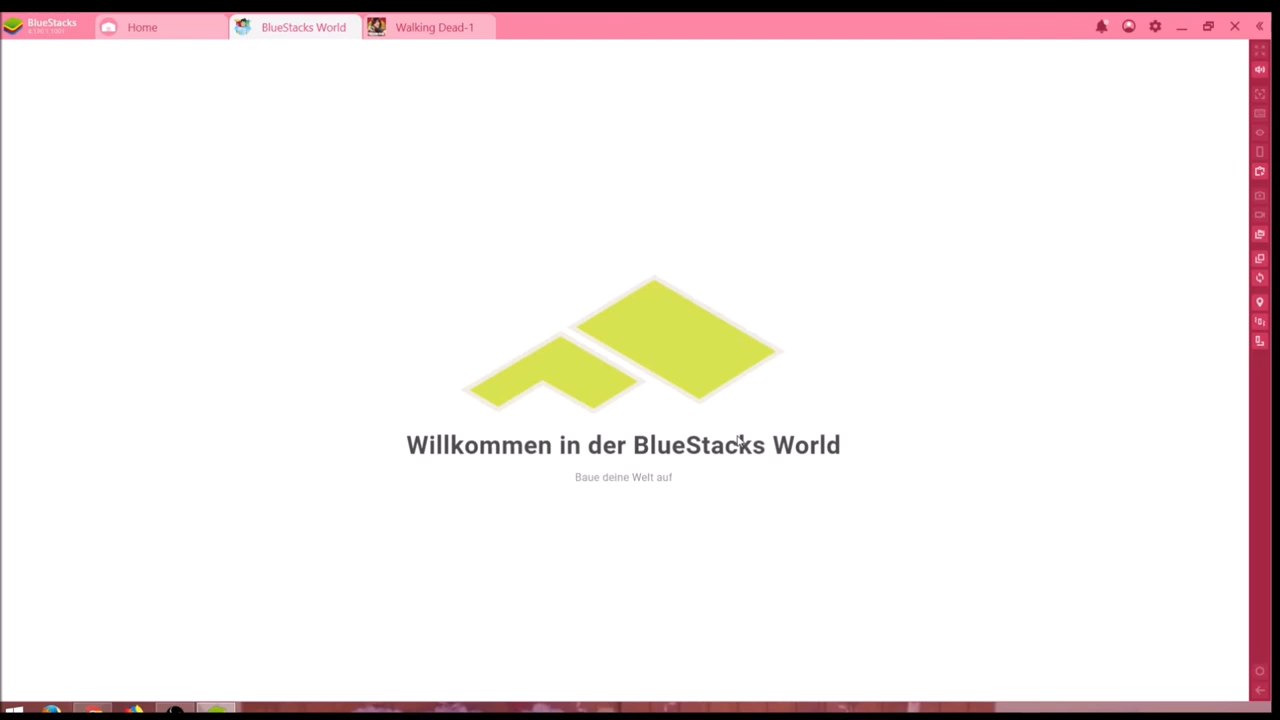 BlueStacks
Home
BlueStacks World
Walking Dead-1
Willkommen in der BlueStacks World
Baue deine Welt auf